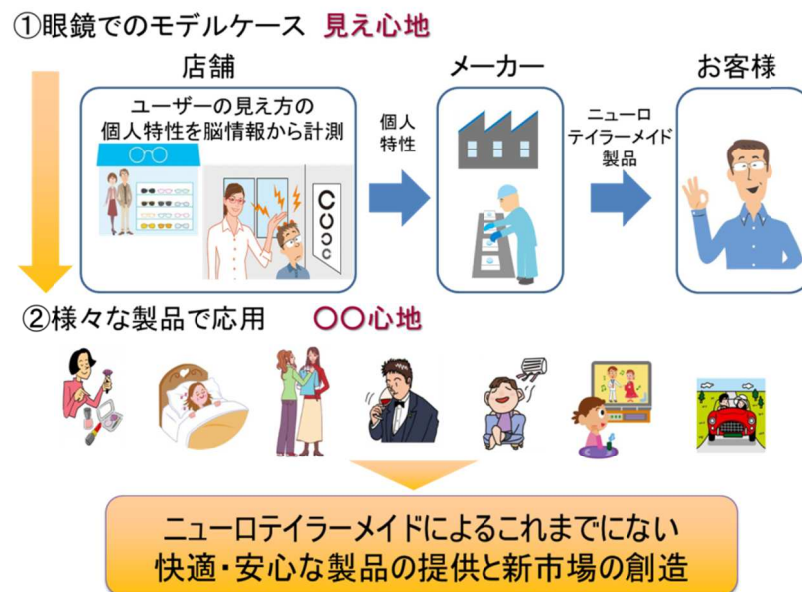 ①眼鏡でのモデルケース 見え心地
店舗
メーカー
お客様
ユーザーの見え方の
個人特性を脳情報から計測
個人
特性
ニューロ
テイラーメイド
製品
②様々な製品で応用 〇〇心地
ニューロテイラーメイドによるこれまでにない
快適・安心な製品の提供と新市場の創造